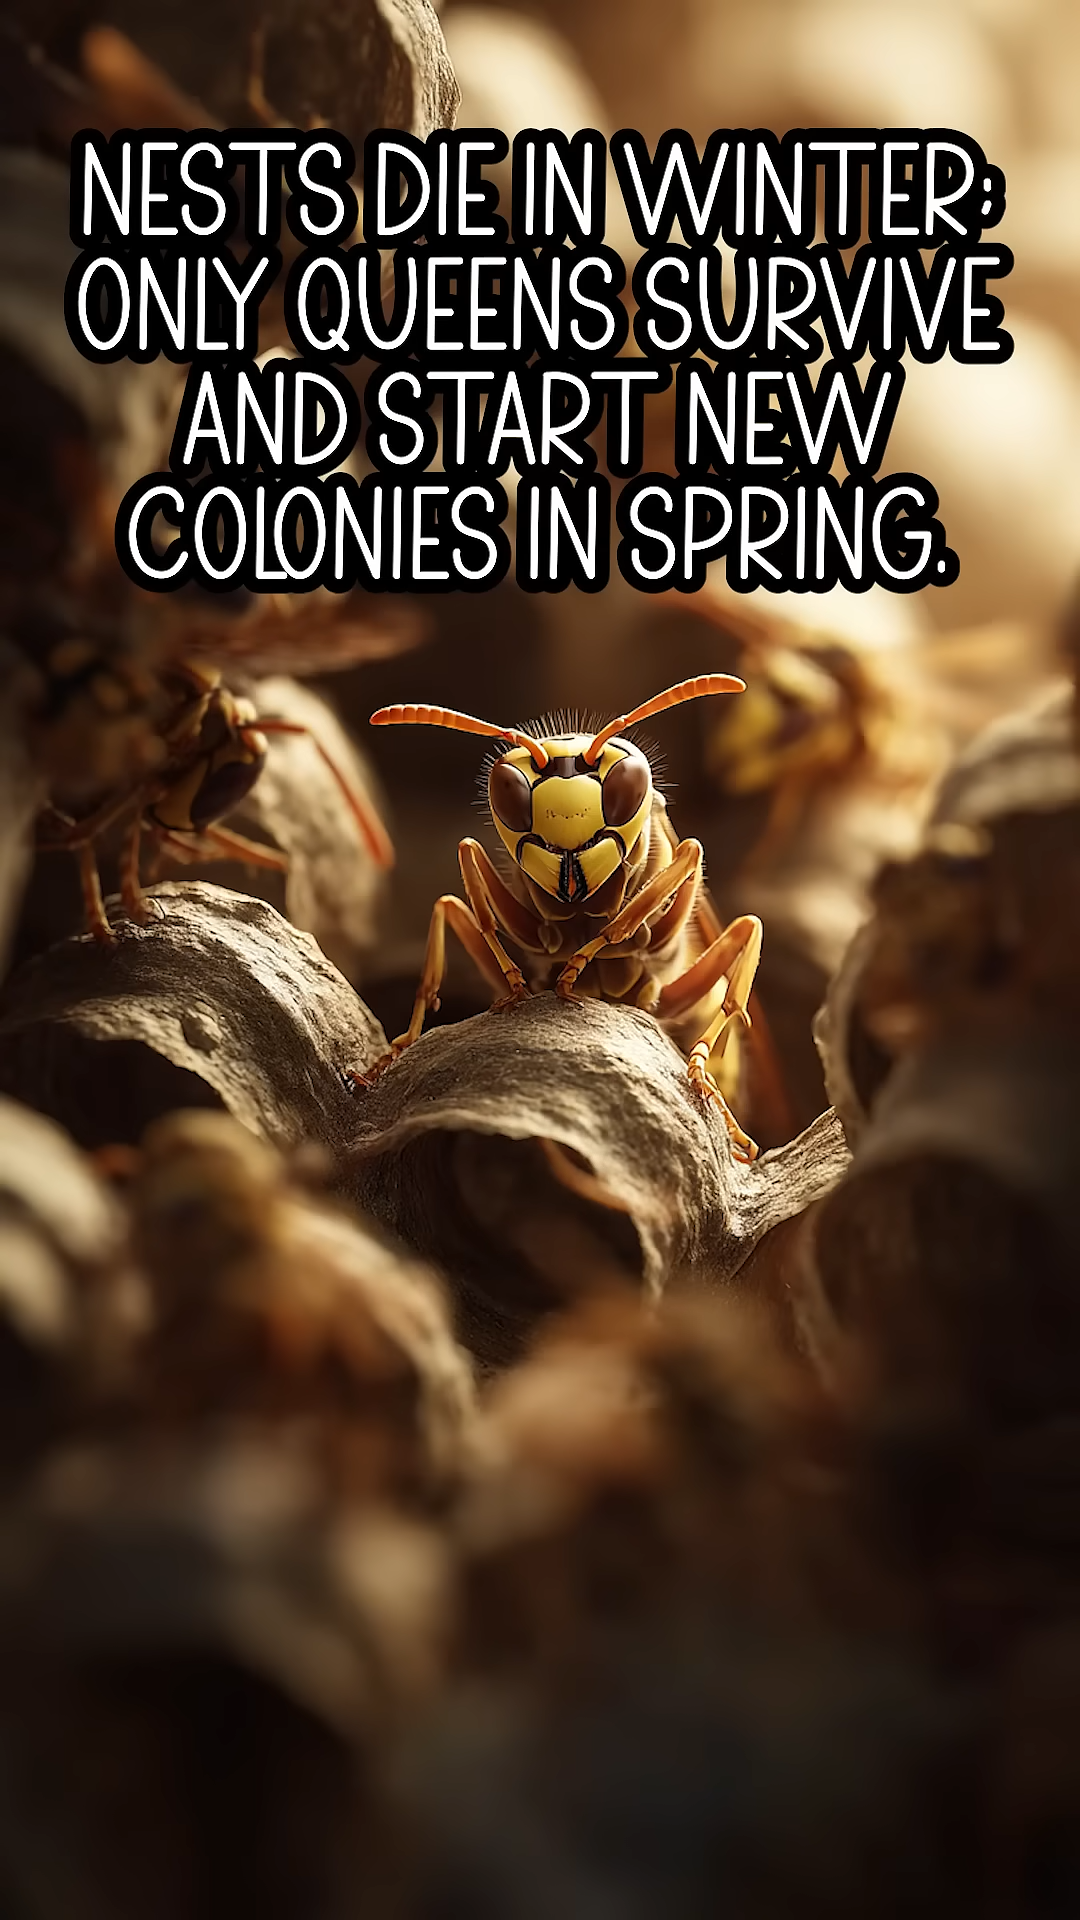 NESTS DIE IN WINTER;
ONLY QUEENS SURVIVE
AND START NEW
COLONIES IN SPRING.